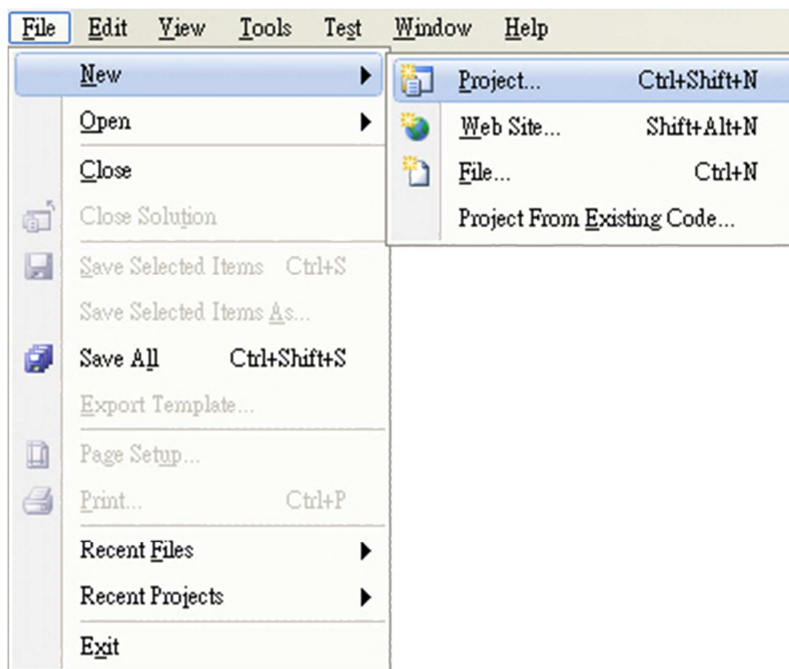 File Edit View Tools Test Window Help
New
Project... Ctrl+Shift+N
Open
Web Site... Shift+Alt+N
Close
File... Ctrl+N
Close Solution
Project From Existing Code...
Save Selected Items Ctrl+S
Save Selected Items As...
Save All Ctrl+Shift+S
Export Template...
Page Setup...
Print... Ctrl+P
Recent Files
Recent Projects
Exit